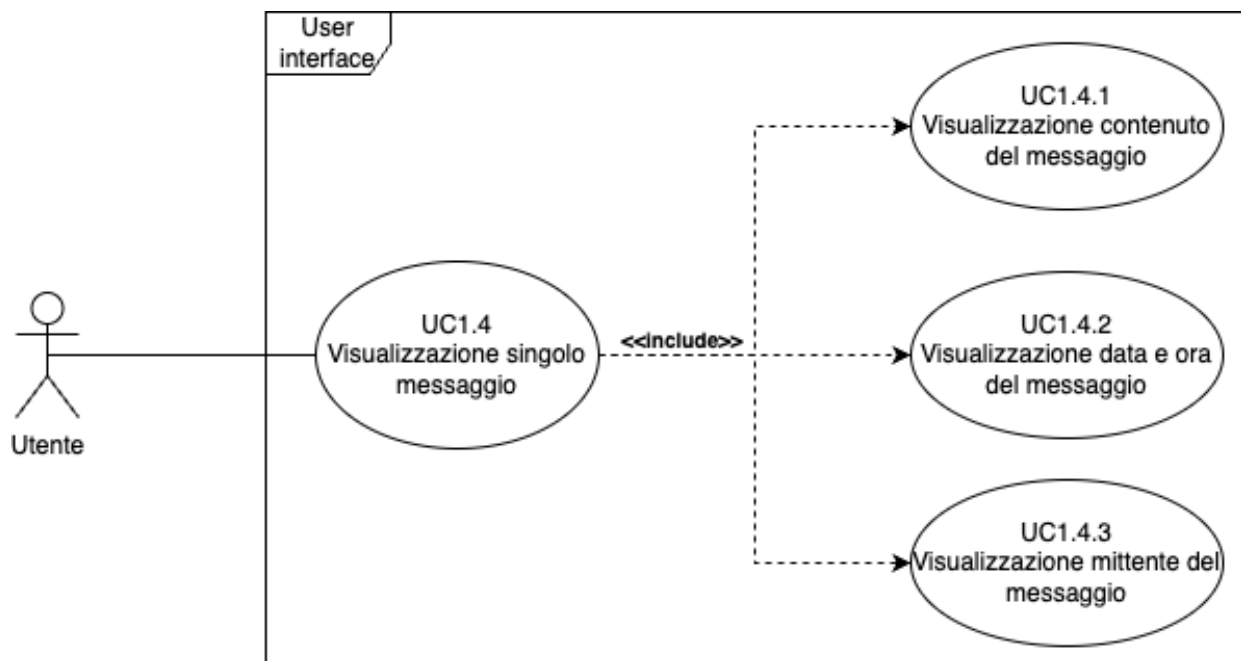 User
interface
UC1.4.1
Visualizzazione contenuto
del messaggio
UC1.4
Visualizzazione singolo
messaggio
<<include>>
UC1.4.2
Visualizzazione data e ora
del messaggio
Utente
UC1.4.3
Visualizzazione mittente del
messaggio